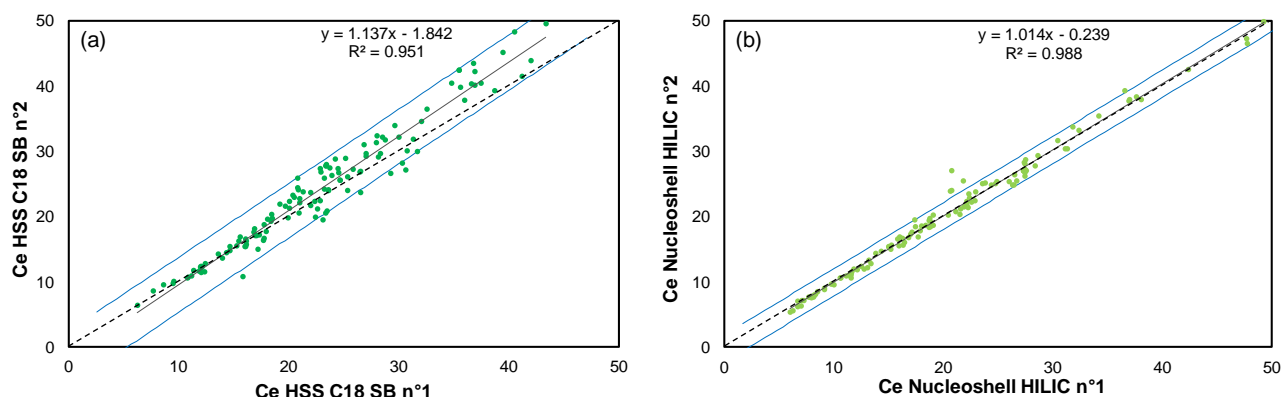 (a)
y = 1.137x - 1.842
R² = 0.951
50
40
30
20
10
0
Ce HSS C18 SB n°2
0 10 20 30 40 50
Ce HSS C18 SB n°1
(b)
y = 1.014x - 0.239
R² = 0.988
50
40
30
20
10
0
Ce Nucleoshell HILIC n°2
0 10 20 30 40 50
Ce Nucleoshell HILIC n°1